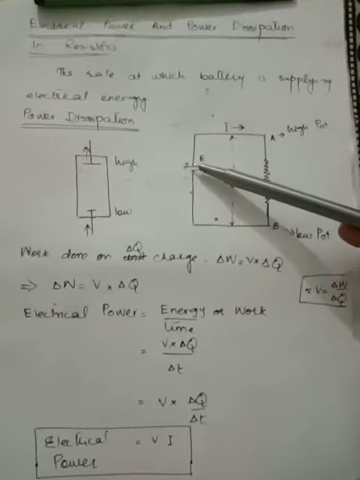 Electrical Power And Power Dissipation
In Resistors
The rate at which battery is supplying
electrical energy
Power Dissipation
I →
A → high Pot
high
E
low
B → low Pot
Work done on ΔQ charge. ΔW = V × ΔQ
⇒ ΔW = V × ΔQ
∴ V = ΔW/ΔQ
Electrical Power = Energy or Work
Time
= V × ΔQ
Δt
= V × ΔQ
Δt
Electrical = V I
Power